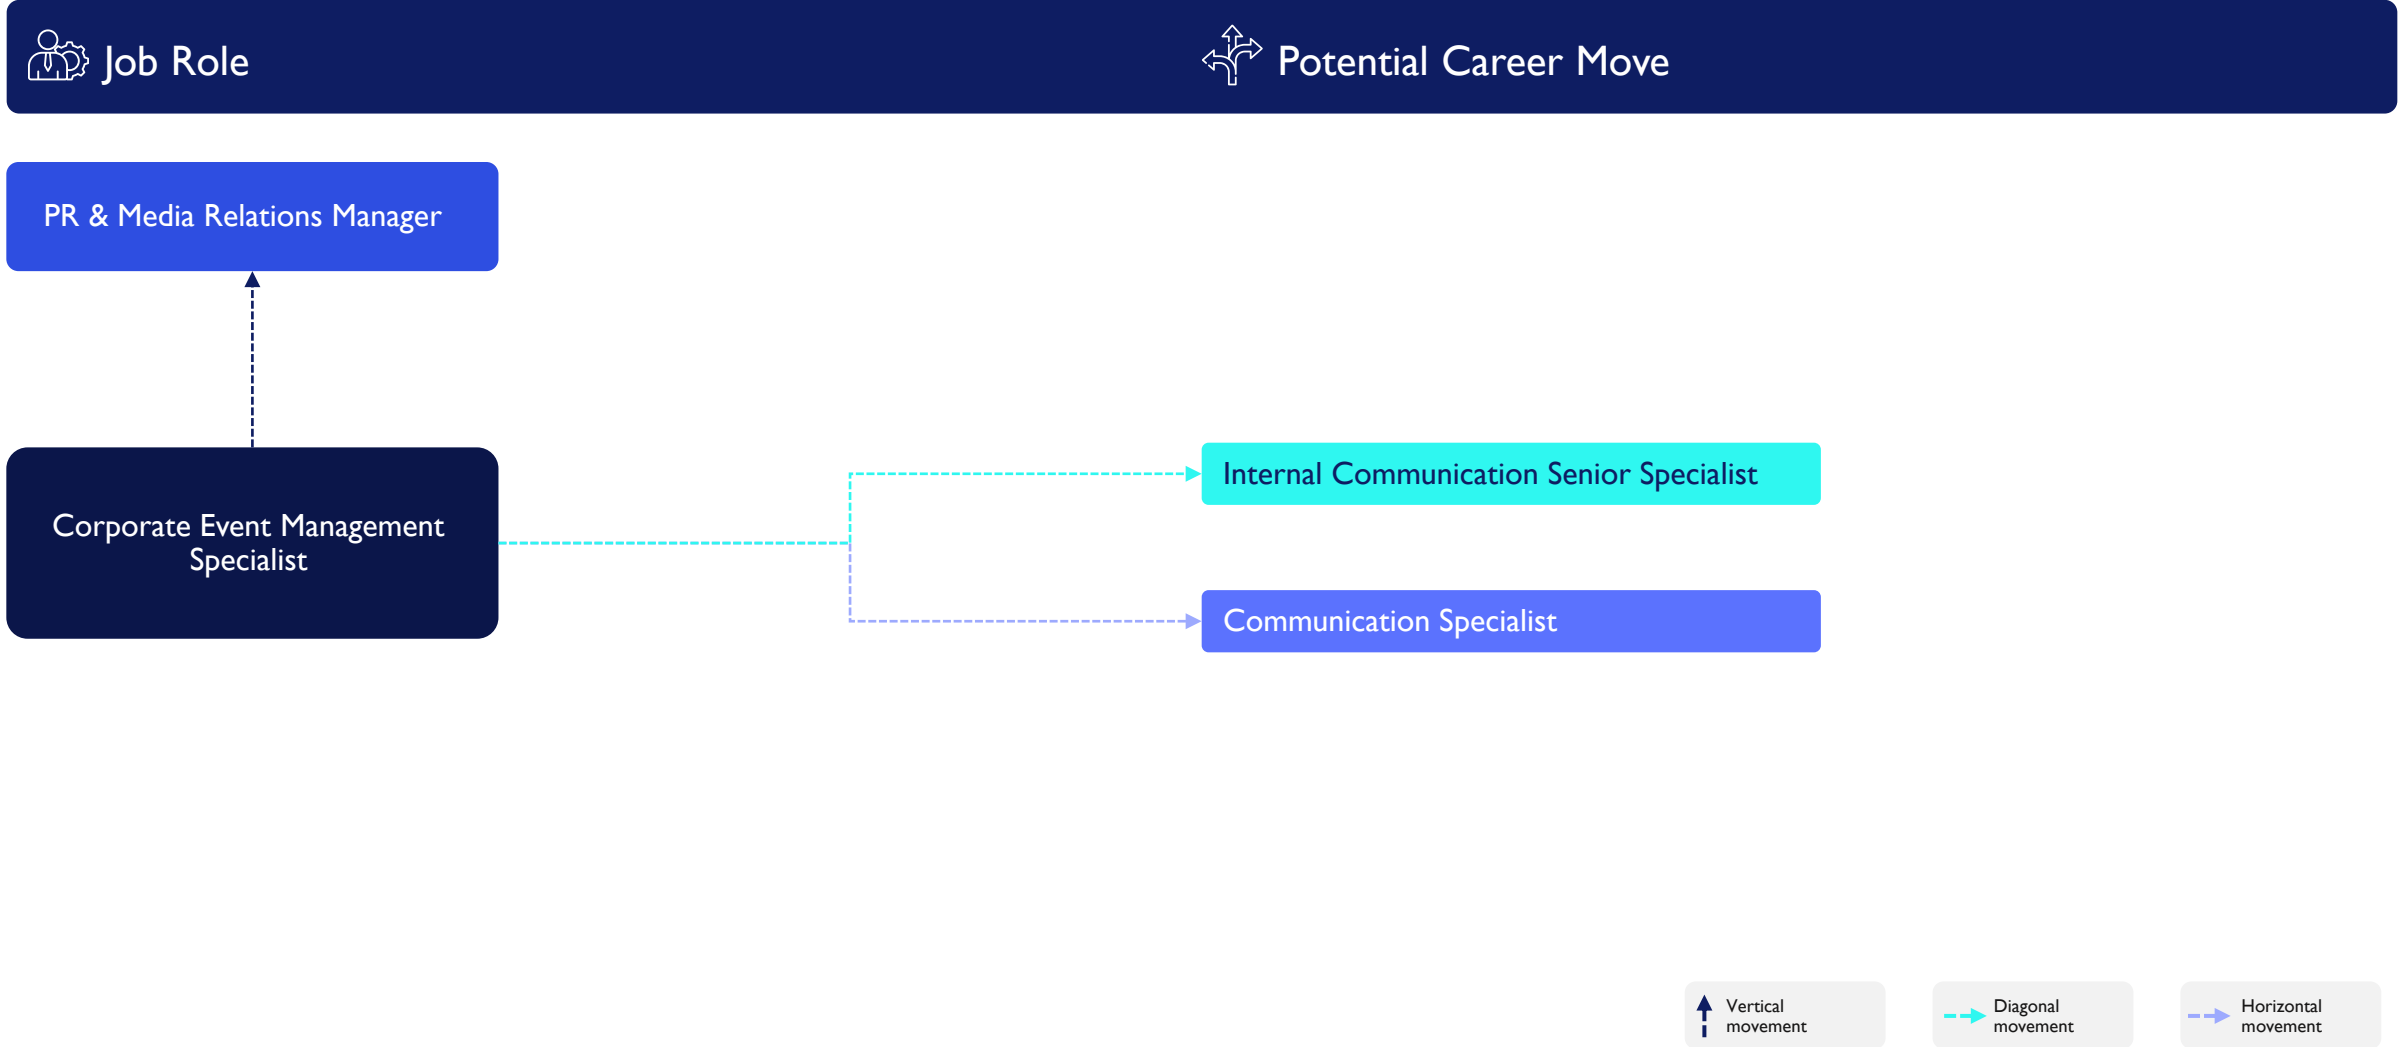 Job Role
Potential Career Move
PR & Media Relations Manager
Corporate Event Management
Specialist
Internal Communication Senior Specialist
Communication Specialist
Vertical
movement
Diagonal
movement
Horizontal
movement